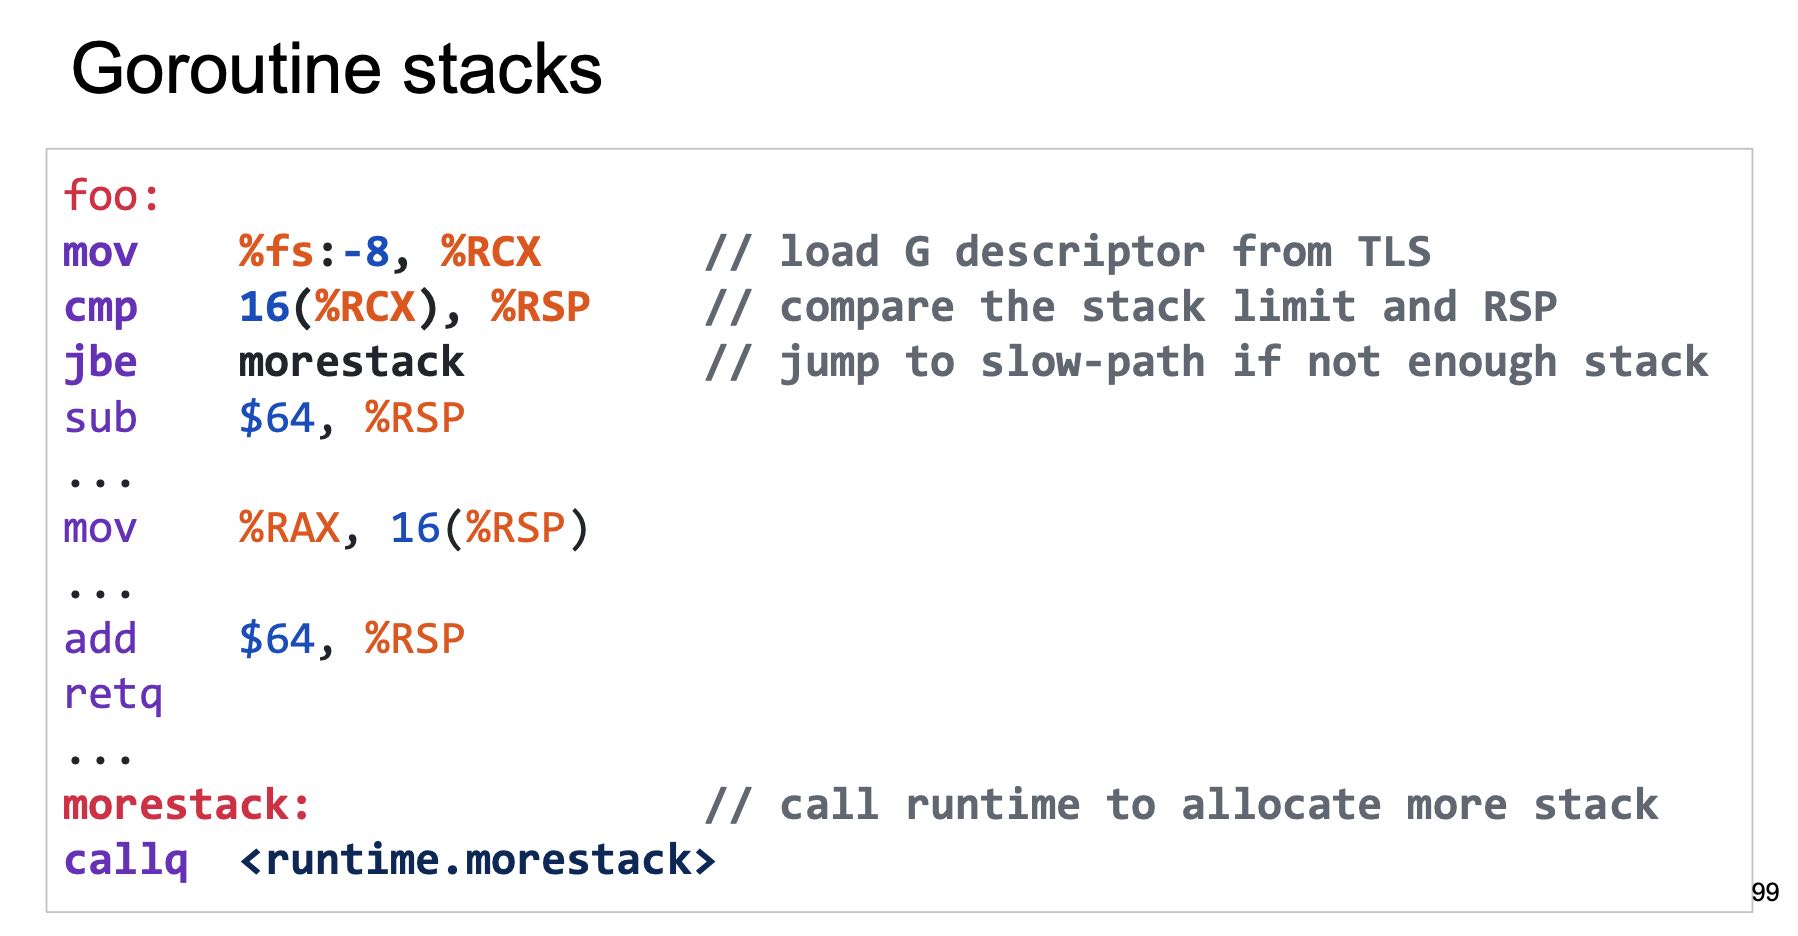 Goroutine stacks
foo:
mov %fs:-8, %RCX // load G descriptor from TLS
cmp 16(%RCX), %RSP // compare the stack limit and RSP
jbe morestack // jump to slow-path if not enough stack
sub $64, %RSP
...
mov %RAX, 16(%RSP)
...
add $64, %RSP
retq
...
morestack: // call runtime to allocate more stack
callq <runtime.morestack>
99